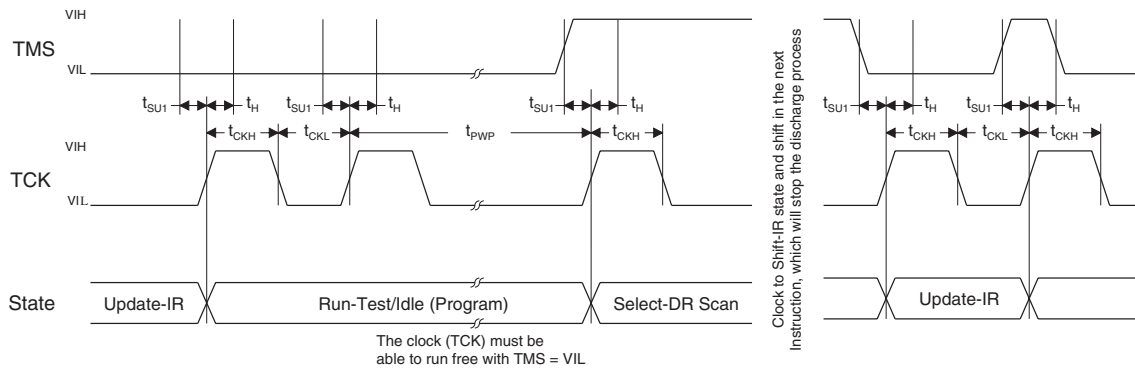 VIH
TMS
VIL
tSU1 tH tSU1 tH tSU1 tH tSU1 tH tSU1 tH
tCKH tCKL tPWP tCKH tCKH tCKL tCKH
VIH
TCK
VIL
State Update-IR Run-Test/Idle (Program) Select-DR Scan Update-IR
The clock (TCK) must be
able to run free with TMS = VIL
Clock to Shift-IR state and shift in the next
Instruction, which will stop the discharge process